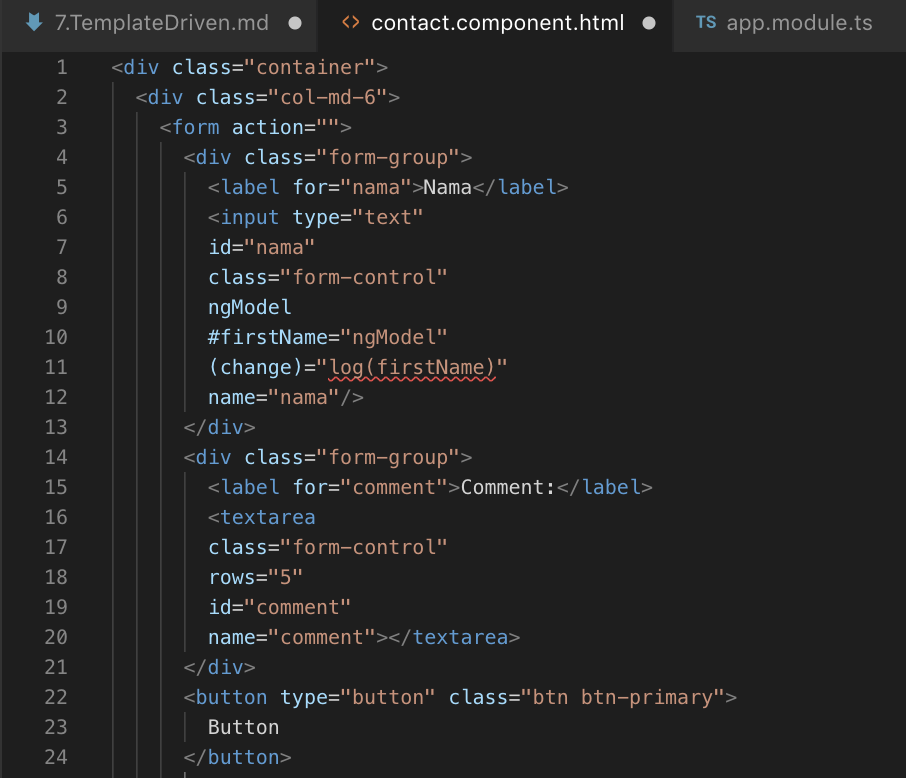 7.TemplateDriven.md ● <> contact.component.html ● TS app.module.ts
1 <div class="container">
2 <div class="col-md-6">
3 <form action="">
4 <div class="form-group">
5 <label for="nama">Nama</label>
6 <input type="text"
7 id="nama"
8 class="form-control"
9 ngModel
10 #firstName="ngModel"
11 (change)="log(firstName)"
12 name="nama"/>
13 </div>
14 <div class="form-group">
15 <label for="comment">Comment:</label>
16 <textarea
17 class="form-control"
18 rows="5"
19 id="comment"
20 name="comment"></textarea>
21 </div>
22 <button type="button" class="btn btn-primary">
23 Button
24 </button>